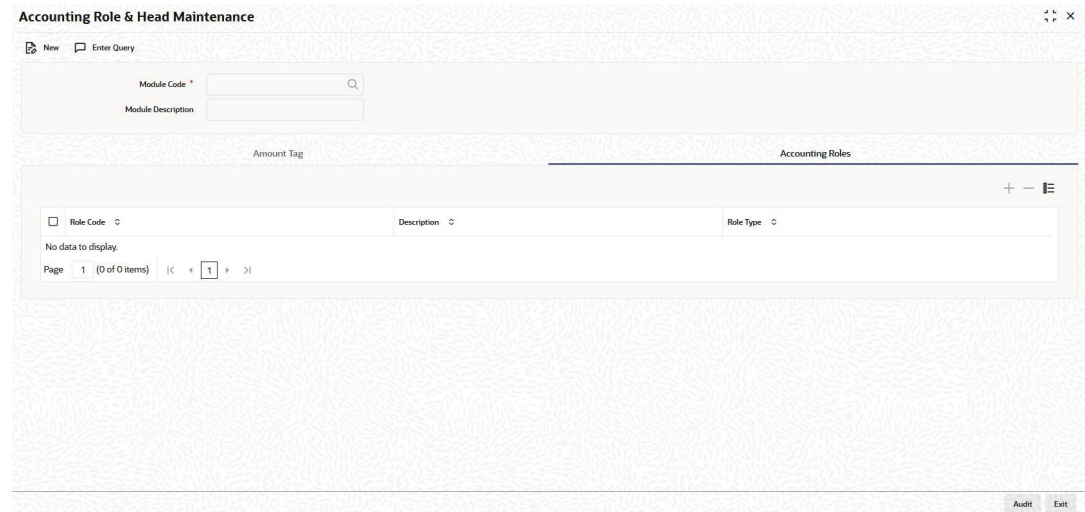 Accounting Role & Head Maintenance
New Enter Query
Module Code *
Module Description
Amount Tag Accounting Roles
Role Code Description Role Type
No data to display.
Page 1 (0 of 0 items) 1
Audit Exit